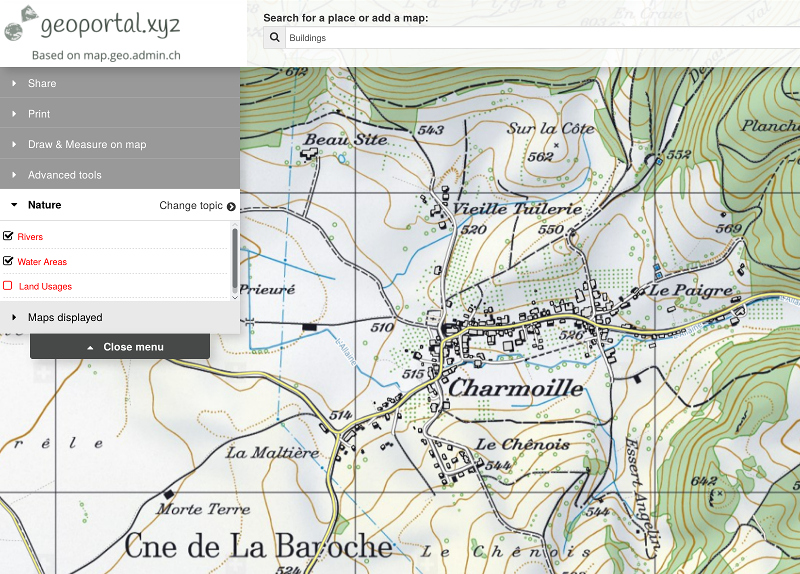 geoportal.xyz
Based on map.geo.admin.ch
Search for a place or add a map:
Buildings
Share
Print
Draw & Measure on map
Advanced tools
Nature
Change topic
Rivers
Water Areas
Land Usages
Maps displayed
Close menu
612
543
Beau Site
Sur la Côte
562
552
Planche
Vieille Tuilerie
520
550
569
Prieuré
Le Paigre
510
526
515
Charmoille
514
La Maltière
Le Chênois
544
r é l e
Essert Angelin
642
Morte Terre
544
Cne de La Baroche
Le Chênois
524